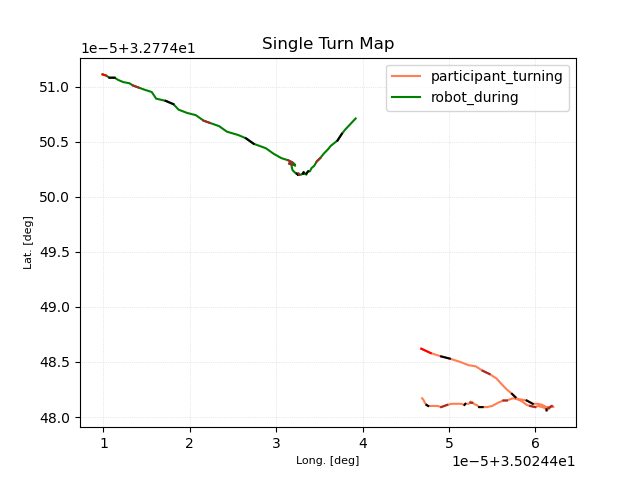 1e−5+3.2774e1
Single Turn Map
participant_turning
robot_during
51.0
50.5
50.0
49.5
49.0
48.5
48.0
Lat. [deg]
1
2
3
4
5
6
Long. [deg]
1e−5+3.50244e1